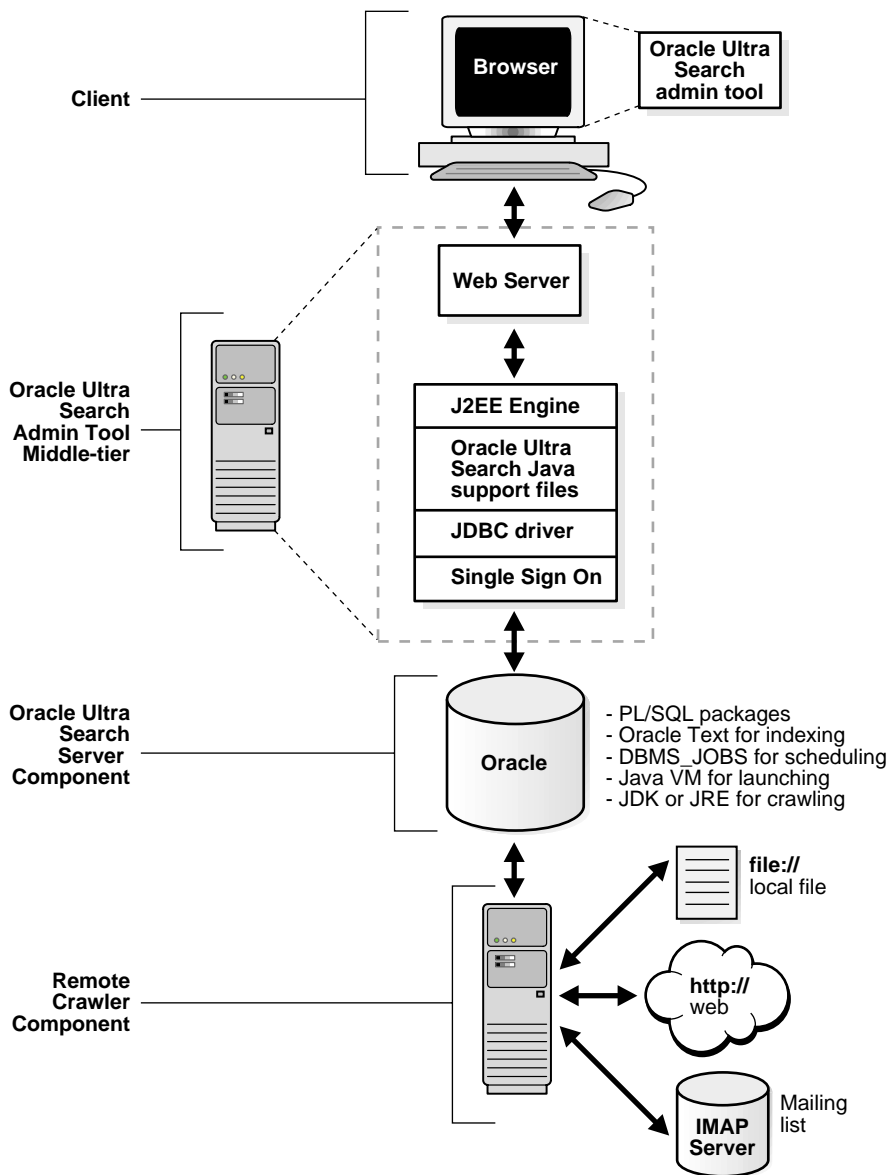 Browser
Oracle Ultra
Search
admin tool
Client
Web Server
Oracle Ultra
Search
Admin Tool
Middle-tier
J2EE Engine
Oracle Ultra
Search Java
support files
JDBC driver
Single Sign On
Oracle Ultra
Search
Server
Component
Oracle
- PL/SQL packages
- Oracle Text for indexing
- DBMS_JOBS for scheduling
- Java VM for launching
- JDK or JRE for crawling
file://
local file
Remote
Crawler
Component
http://
web
IMAP
Server
Mailing
list